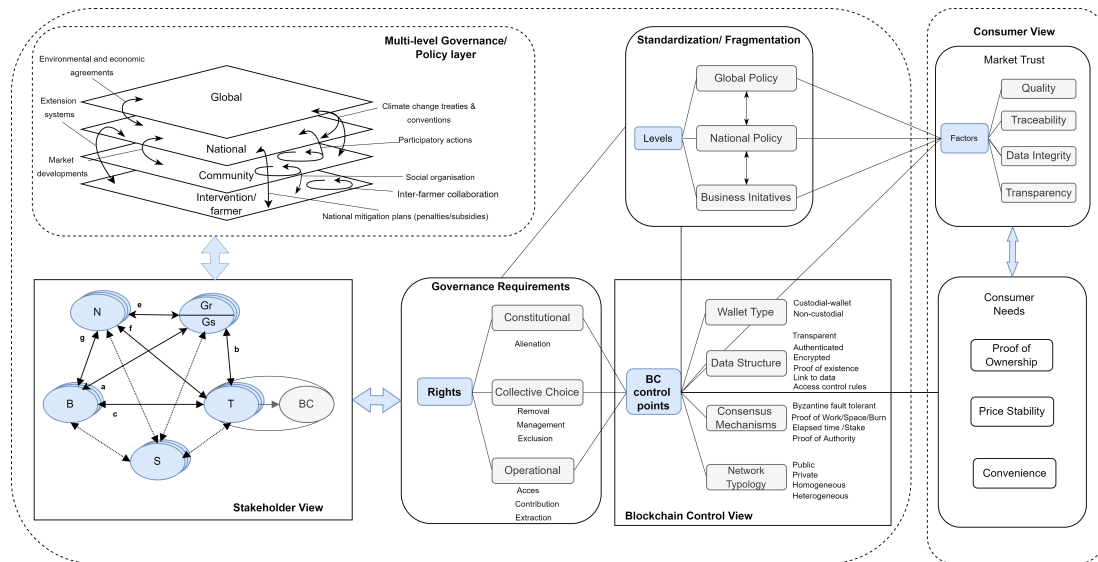 Multi-level Governance/
Policy layer
Environmental and economic
agreements
Extension
systems
Market
developments
Global
National
Community
Intervention/
farmer
Climate change treaties &
conventions
Participatory actions
Social organisation
Inter-farmer collaboration
National mitigation plans (penalties/subsidies)
Standardization/ Fragmentation
Levels
Global Policy
National Policy
Business Initatives
Consumer View
Market Trust
Factors
Quality
Traceability
Data Integrity
Transparency
N
Gr
Gs
B
T
BC
S
e
f
g
b
a
c
Stakeholder View
Governance Requirements
Rights
Constitutional
Alienation
Collective Choice
Removal
Management
Exclusion
Operational
Acces
Contribution
Extraction
BC
control
points
Wallet Type
Custodial-wallet
Non-custodial
Data Structure
Transparent
Authenticated
Encrypted
Proof of existence
Link to data
Access control rules
Consensus
Mechanisms
Byzantine fault tolerant
Proof of Work/Space/Burn
Elapsed time /Stake
Proof of Authority
Network
Typology
Public
Private
Homogeneous
Heterogeneous
Blockchain Control View
Consumer
Needs
Proof of
Ownership
Price Stability
Convenience